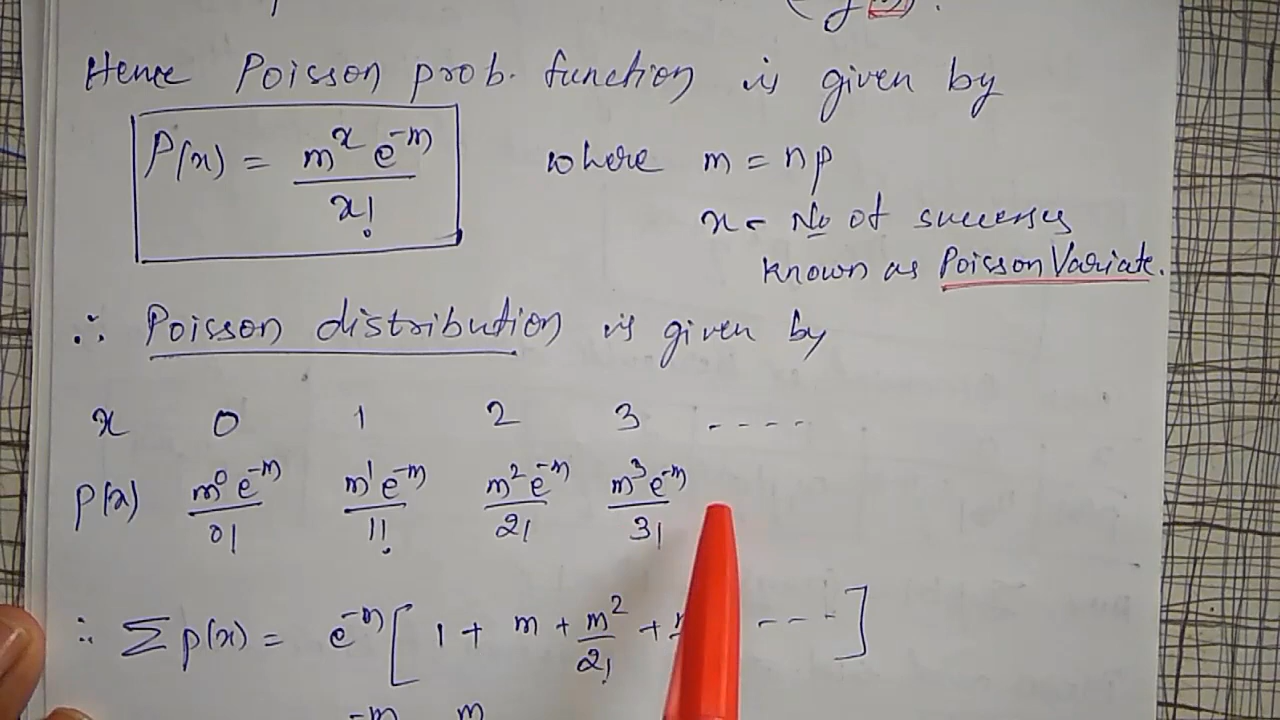 Hence Poisson prob. function is given by
P(x) = m^x e^-m / x! where m = np
x - No of successes
known as Poisson Variate.
∴ Poisson distribution is given by
x 0 1 2 3 ----
p(x) m^0 e^-m / 0! m^1 e^-m / 1! m^2 e^-m / 2! m^3 e^-m / 3!
∴ Σ p(x) = e^-m [ 1 + m + m^2 / 2! + --- ]
-m m